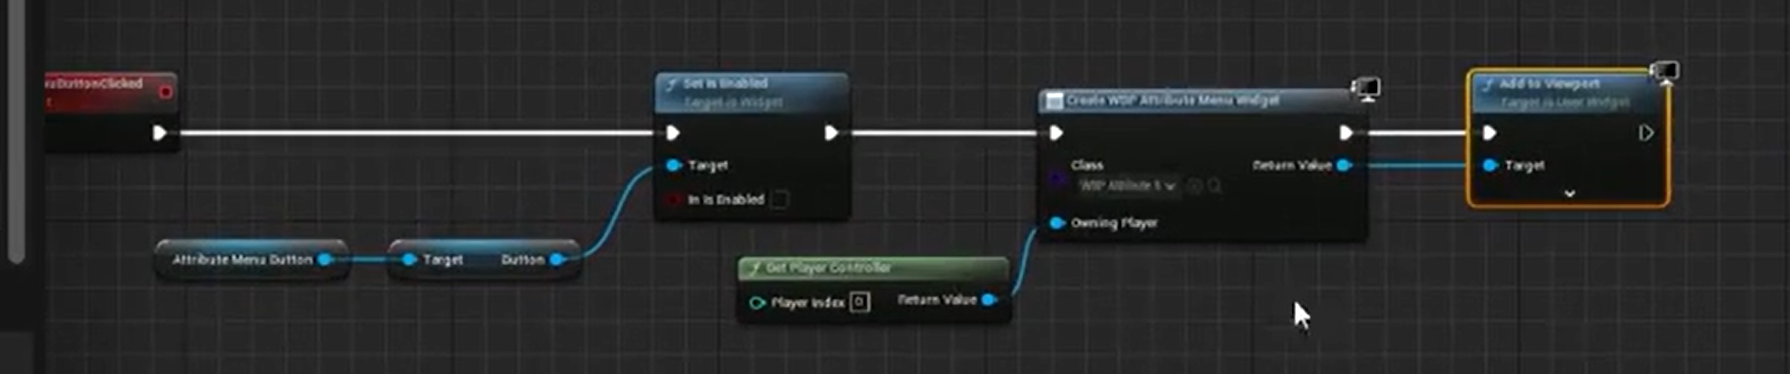 ButtonClicked
Set Is Enabled
Target is Widget
Target
In Is Enabled
Attribute Menu Button
Target
Button
Get Player Controller
Player Index
0
Return Value
Create WBP Attribute Menu Widget
Class
WBP Attribute
Return Value
Owning Player
Add to Viewport
Target is User Widget
Target